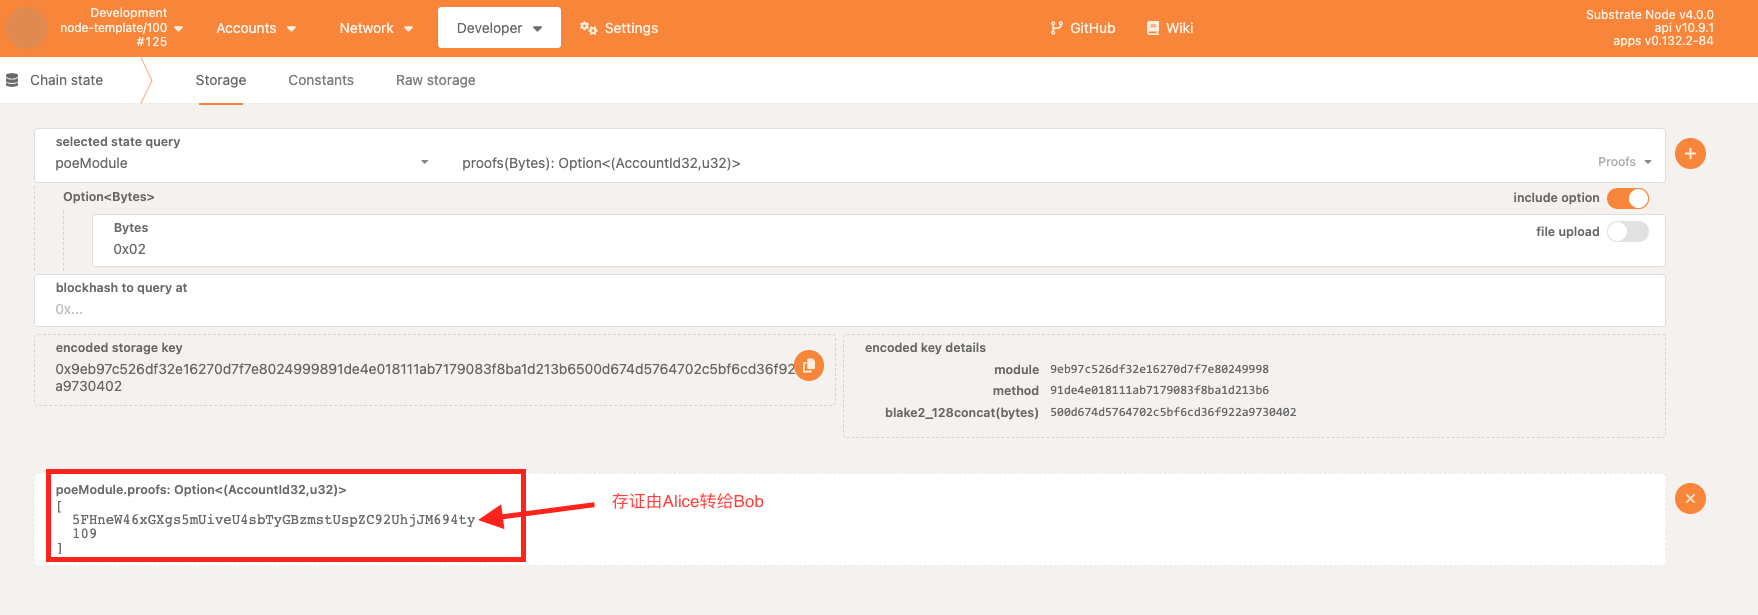 Development
node-template/100
#125
Accounts
Network
Developer
Settings
GitHub
Wiki
Substrate Node v4.0.0
api v10.9.1
apps v0.132.2-84
Chain state
Storage
Constants
Raw storage
selected state query
poeModule
proofs(Bytes): Option<(AccountId32,u32)>
Proofs
Option<Bytes>
include option
Bytes
0x02
file upload
blockhash to query at
0x...
encoded storage key
0x9eb97c526df32e16270d7f7e8024999891de4e018111ab7179083f8ba1d213b6500d674d5764702c5bf6cd36f92
a9730402
encoded key details
module 9eb97c526df32e16270d7f7e80249998
method 91de4e018111ab7179083f8ba1d213b6
blake2_128concat(bytes) 500d674d5764702c5bf6cd36f922a9730402
poeModule.proofs: Option<(AccountId32,u32)>
[
5FHneW46xGXgs5mUiveU4sbTyGBzmstUspZC92UhjJM694ty
109
]
存证由Alice转给Bob